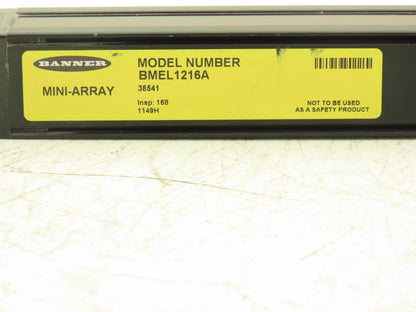 BANNER
MINI-ARRAY
MODEL NUMBER
BMEL1216A
38541
Insp: 168
1149H
NOT TO BE USED
AS A SAFETY PRODUCT